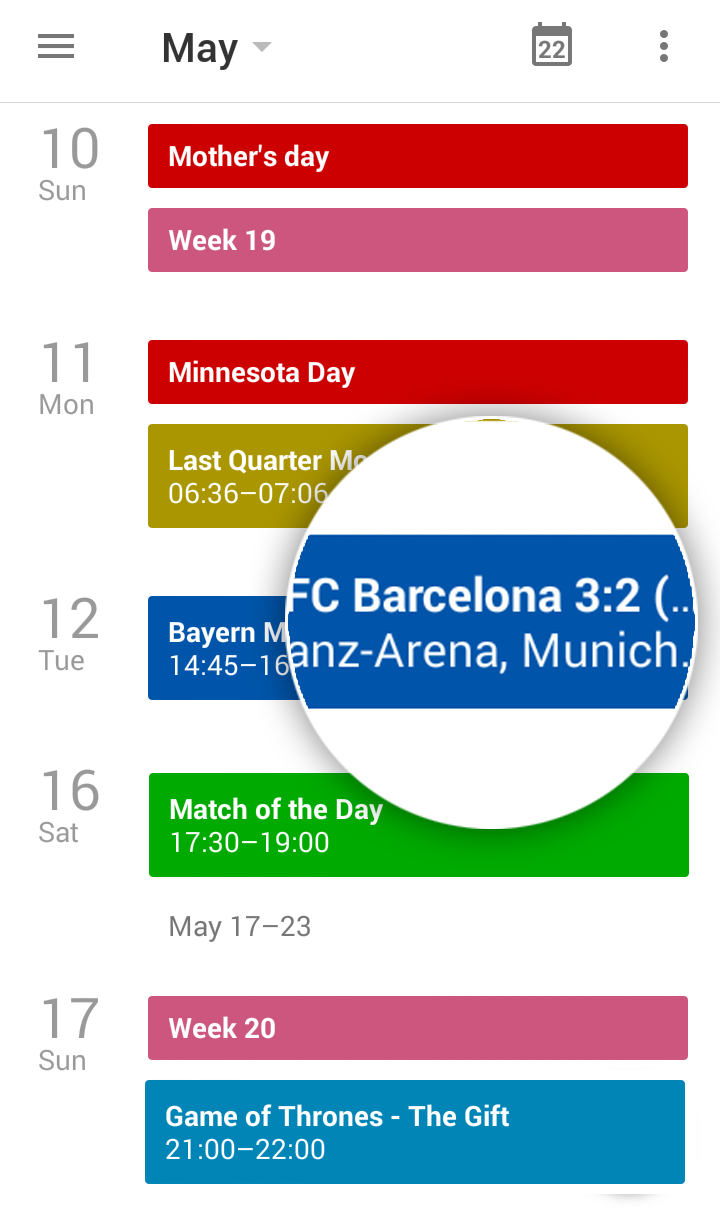 May
22
10
Sun
Mother's day
Week 19
11
Mon
Minnesota Day
Last Quarter
06:36–07:06
12
Tue
Bayern
14:45–16
FC Barcelona 3:2 (..
anz-Arena, Munich.
16
Sat
Match of the Day
17:30–19:00
May 17–23
17
Sun
Week 20
Game of Thrones - The Gift
21:00–22:00